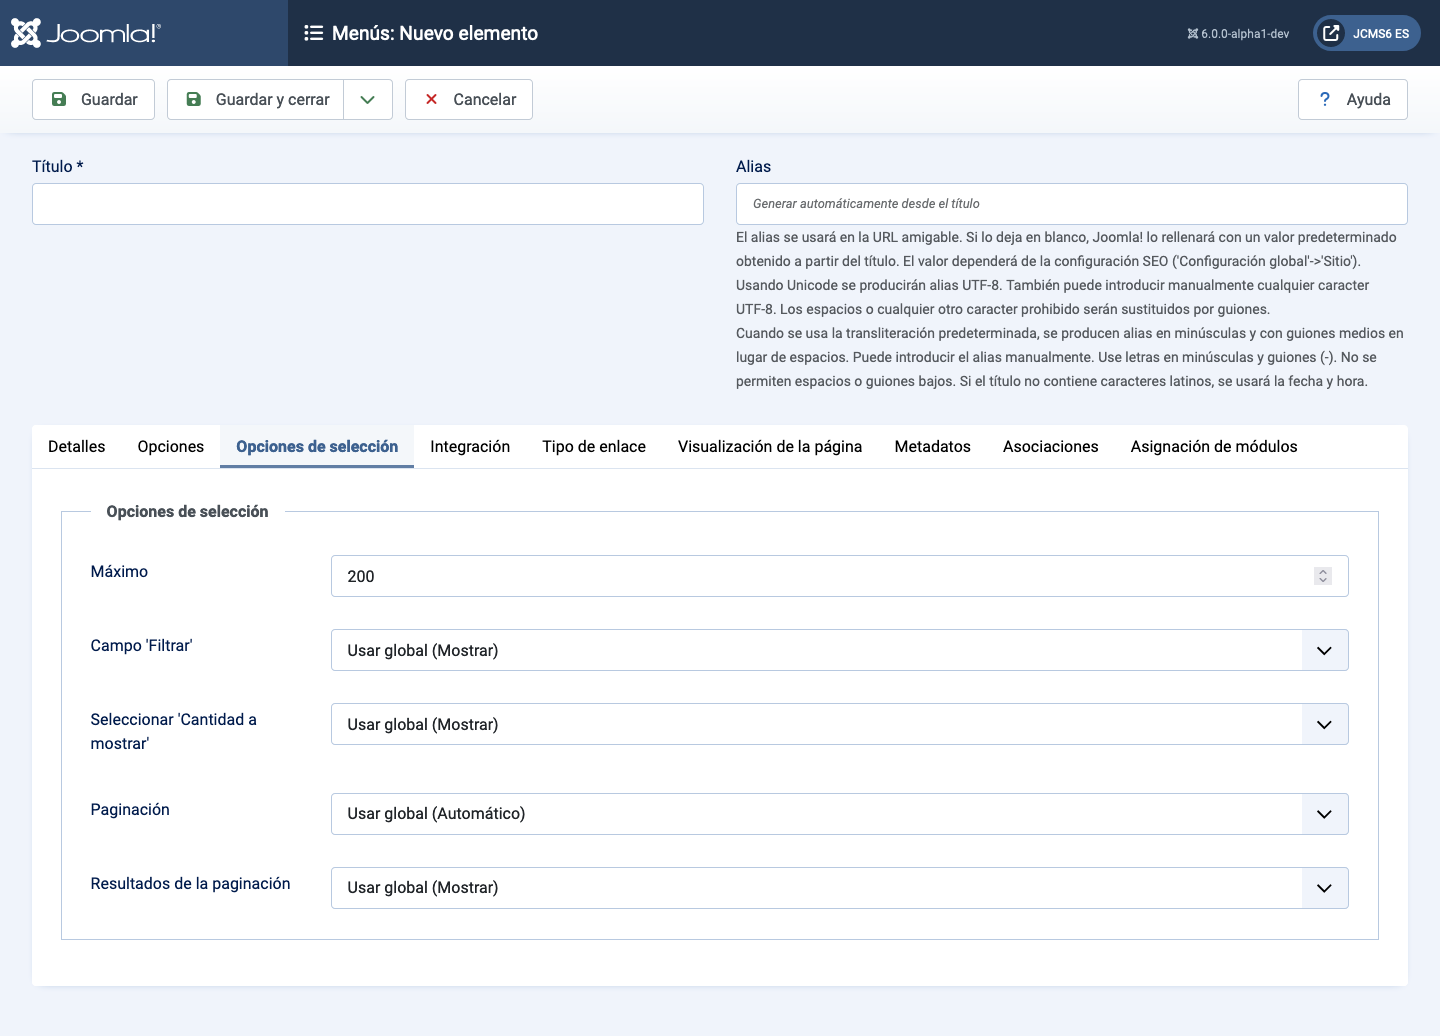 Joomla!®
Menús: Nuevo elemento
6.0.0-alpha1-dev
JCMS6 ES
Guardar
Guardar y cerrar
Cancelar
? Ayuda
Título *
Alias
Generar automáticamente desde el título
El alias se usará en la URL amigable. Si lo deja en blanco, Joomla! lo rellenará con un valor predeterminado
obtenido a partir del título. El valor dependerá de la configuración SEO ('Configuración global'->'Sitio').
Usando Unicode se producirán alias UTF-8. También puede introducir manualmente cualquier caracter
UTF-8. Los espacios o cualquier otro caracter prohibido serán sustituidos por guiones.
Cuando se usa la transliteración predeterminada, se producen alias en minúsculas y con guiones medios en
lugar de espacios. Puede introducir el alias manualmente. Use letras en minúsculas y guiones (-). No se
permiten espacios o guiones bajos. Si el título no contiene caracteres latinos, se usará la fecha y hora.
Detalles
Opciones
Opciones de selección
Integración
Tipo de enlace
Visualización de la página
Metadatos
Asociaciones
Asignación de módulos
Opciones de selección
Máximo
200
Campo 'Filtrar'
Usar global (Mostrar)
Seleccionar 'Cantidad a
mostrar'
Usar global (Mostrar)
Paginación
Usar global (Automático)
Resultados de la paginación
Usar global (Mostrar)